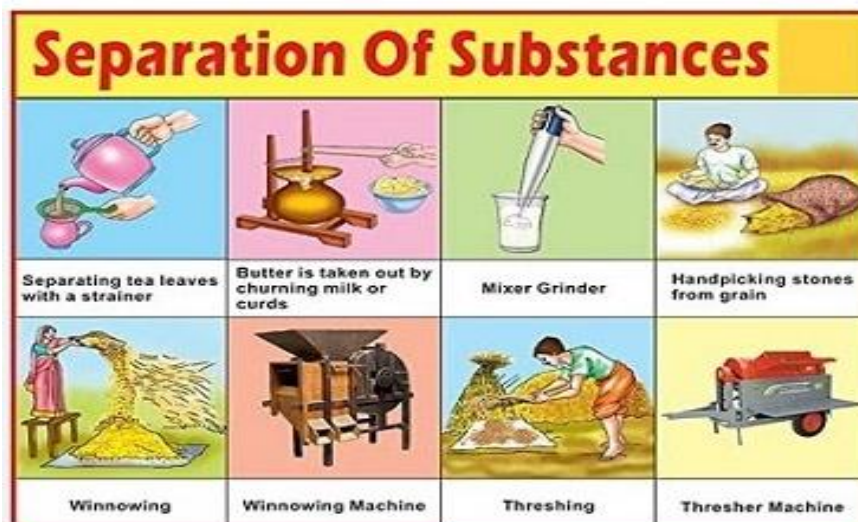 Separation Of Substances
Separating tea leaves
with a strainer
Butter is taken out by
churning milk or
curds
Mixer Grinder
Handpicking stones
from grain
Winnowing
Winnowing Machine
Threshing
Thresher Machine